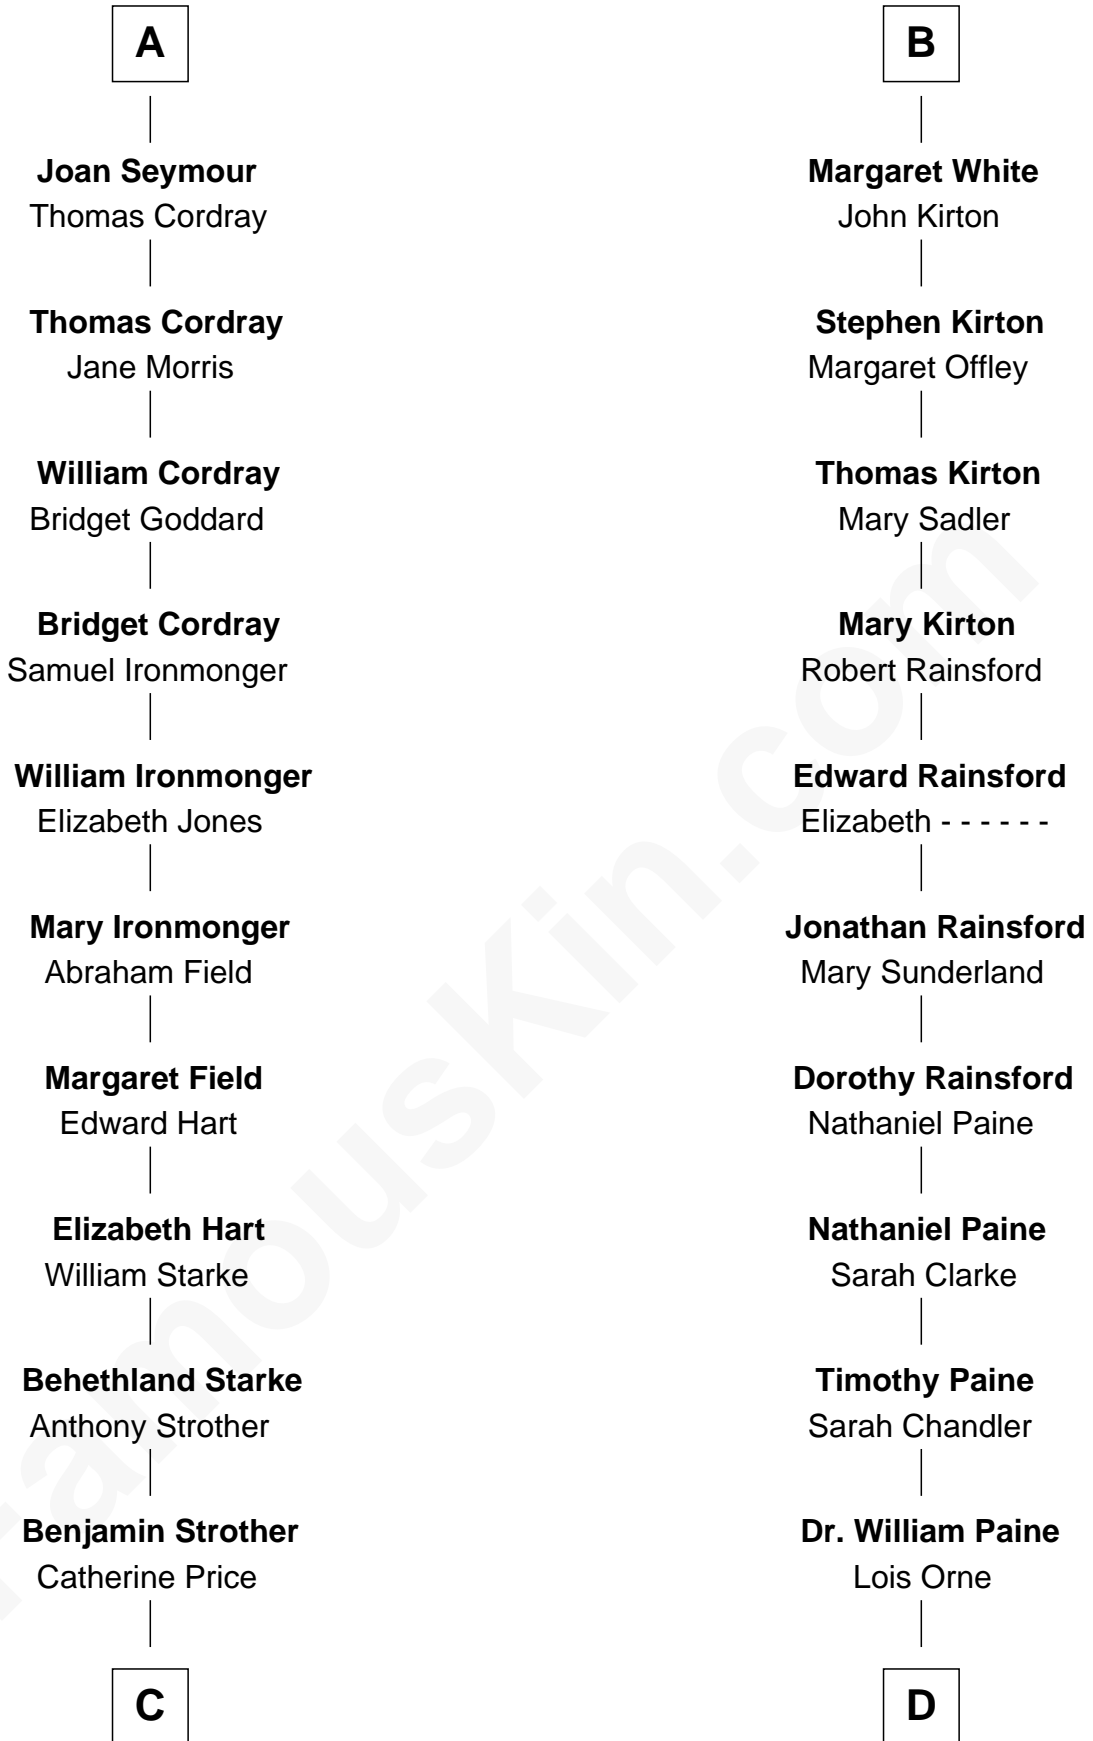 A
Joan Seymour
Thomas Cordray
Thomas Cordray
Jane Morris
William Cordray
Bridget Goddard
Bridget Cordray
Samuel Ironmonger
William Ironmonger
Elizabeth Jones
Mary Ironmonger
Abraham Field
Margaret Field
Edward Hart
Elizabeth Hart
William Starke
Behethland Starke
Anthony Strother
Benjamin Strother
Catherine Price
C
B
Margaret White
John Kirton
Stephen Kirton
Margaret Offley
Thomas Kirton
Mary Sadler
Mary Kirton
Robert Rainsford
Edward Rainsford
Elizabeth - - - - - -
Jonathan Rainsford
Mary Sunderland
Dorothy Rainsford
Nathaniel Paine
Nathaniel Paine
Sarah Clarke
Timothy Paine
Sarah Chandler
Dr. William Paine
Lois Orne
D
FamousKin.com